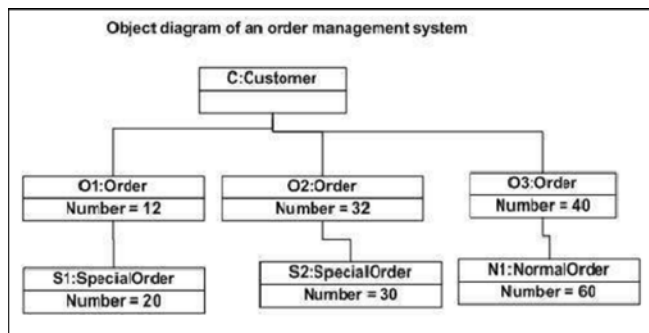 Object diagram of an order management system
C:Customer
O1:Order
Number = 12
O2:Order
Number = 32
O3:Order
Number = 40
S1:SpecialOrder
Number = 20
S2:SpecialOrder
Number = 30
N1:NormalOrder
Number = 60